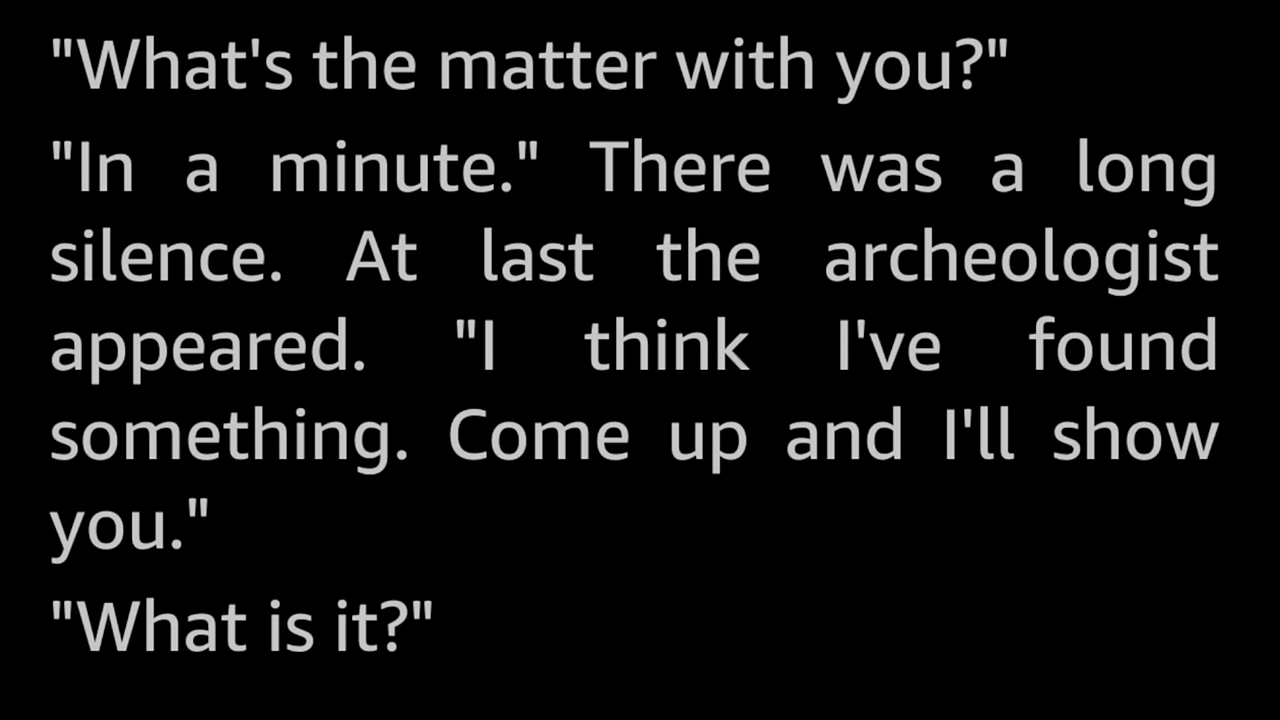 "What's the matter with you?"
"In a minute." There was a long
silence. At last the archeologist
appeared. "I think I've found
something. Come up and I'll show
you."
"What is it?"